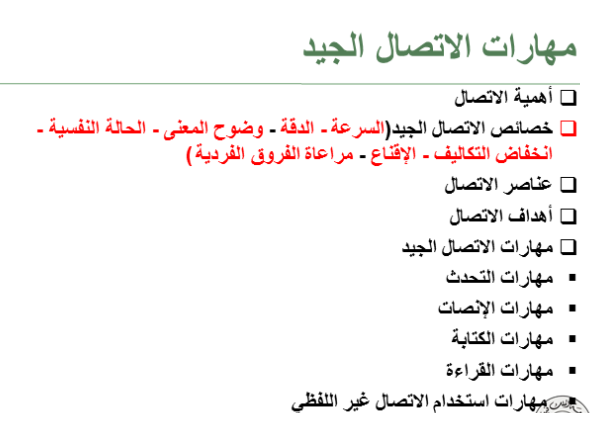 مهارات الاتصال الجيد
❑ أهمية الاتصال
❑ خصائص الاتصال الجيد(السرعة - الدقة - وضوح المعنى - الحالة النفسية -
انخفاض التكاليف - الإقناع - مراعاة الفروق الفردية )
❑ عناصر الاتصال
❑ أهداف الاتصال
❑ مهارات الاتصال الجيد
▪ مهارات التحدث
▪ مهارات الإنصات
▪ مهارات الكتابة
▪ مهارات القراءة
▪ مهارات استخدام الاتصال غير اللفظي